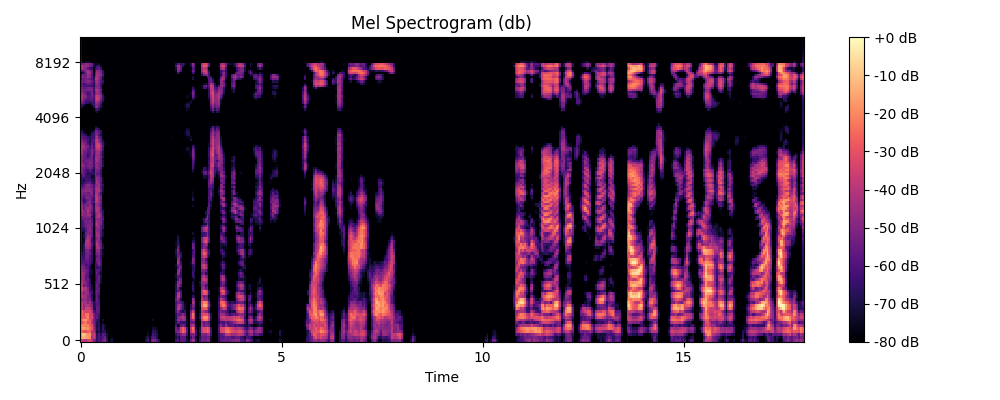 Mel Spectrogram (db)
8192
4096
2048
1024
512
0
Hz
0
5
10
15
Time
+0 dB
-10 dB
-20 dB
-30 dB
-40 dB
-50 dB
-60 dB
-70 dB
-80 dB